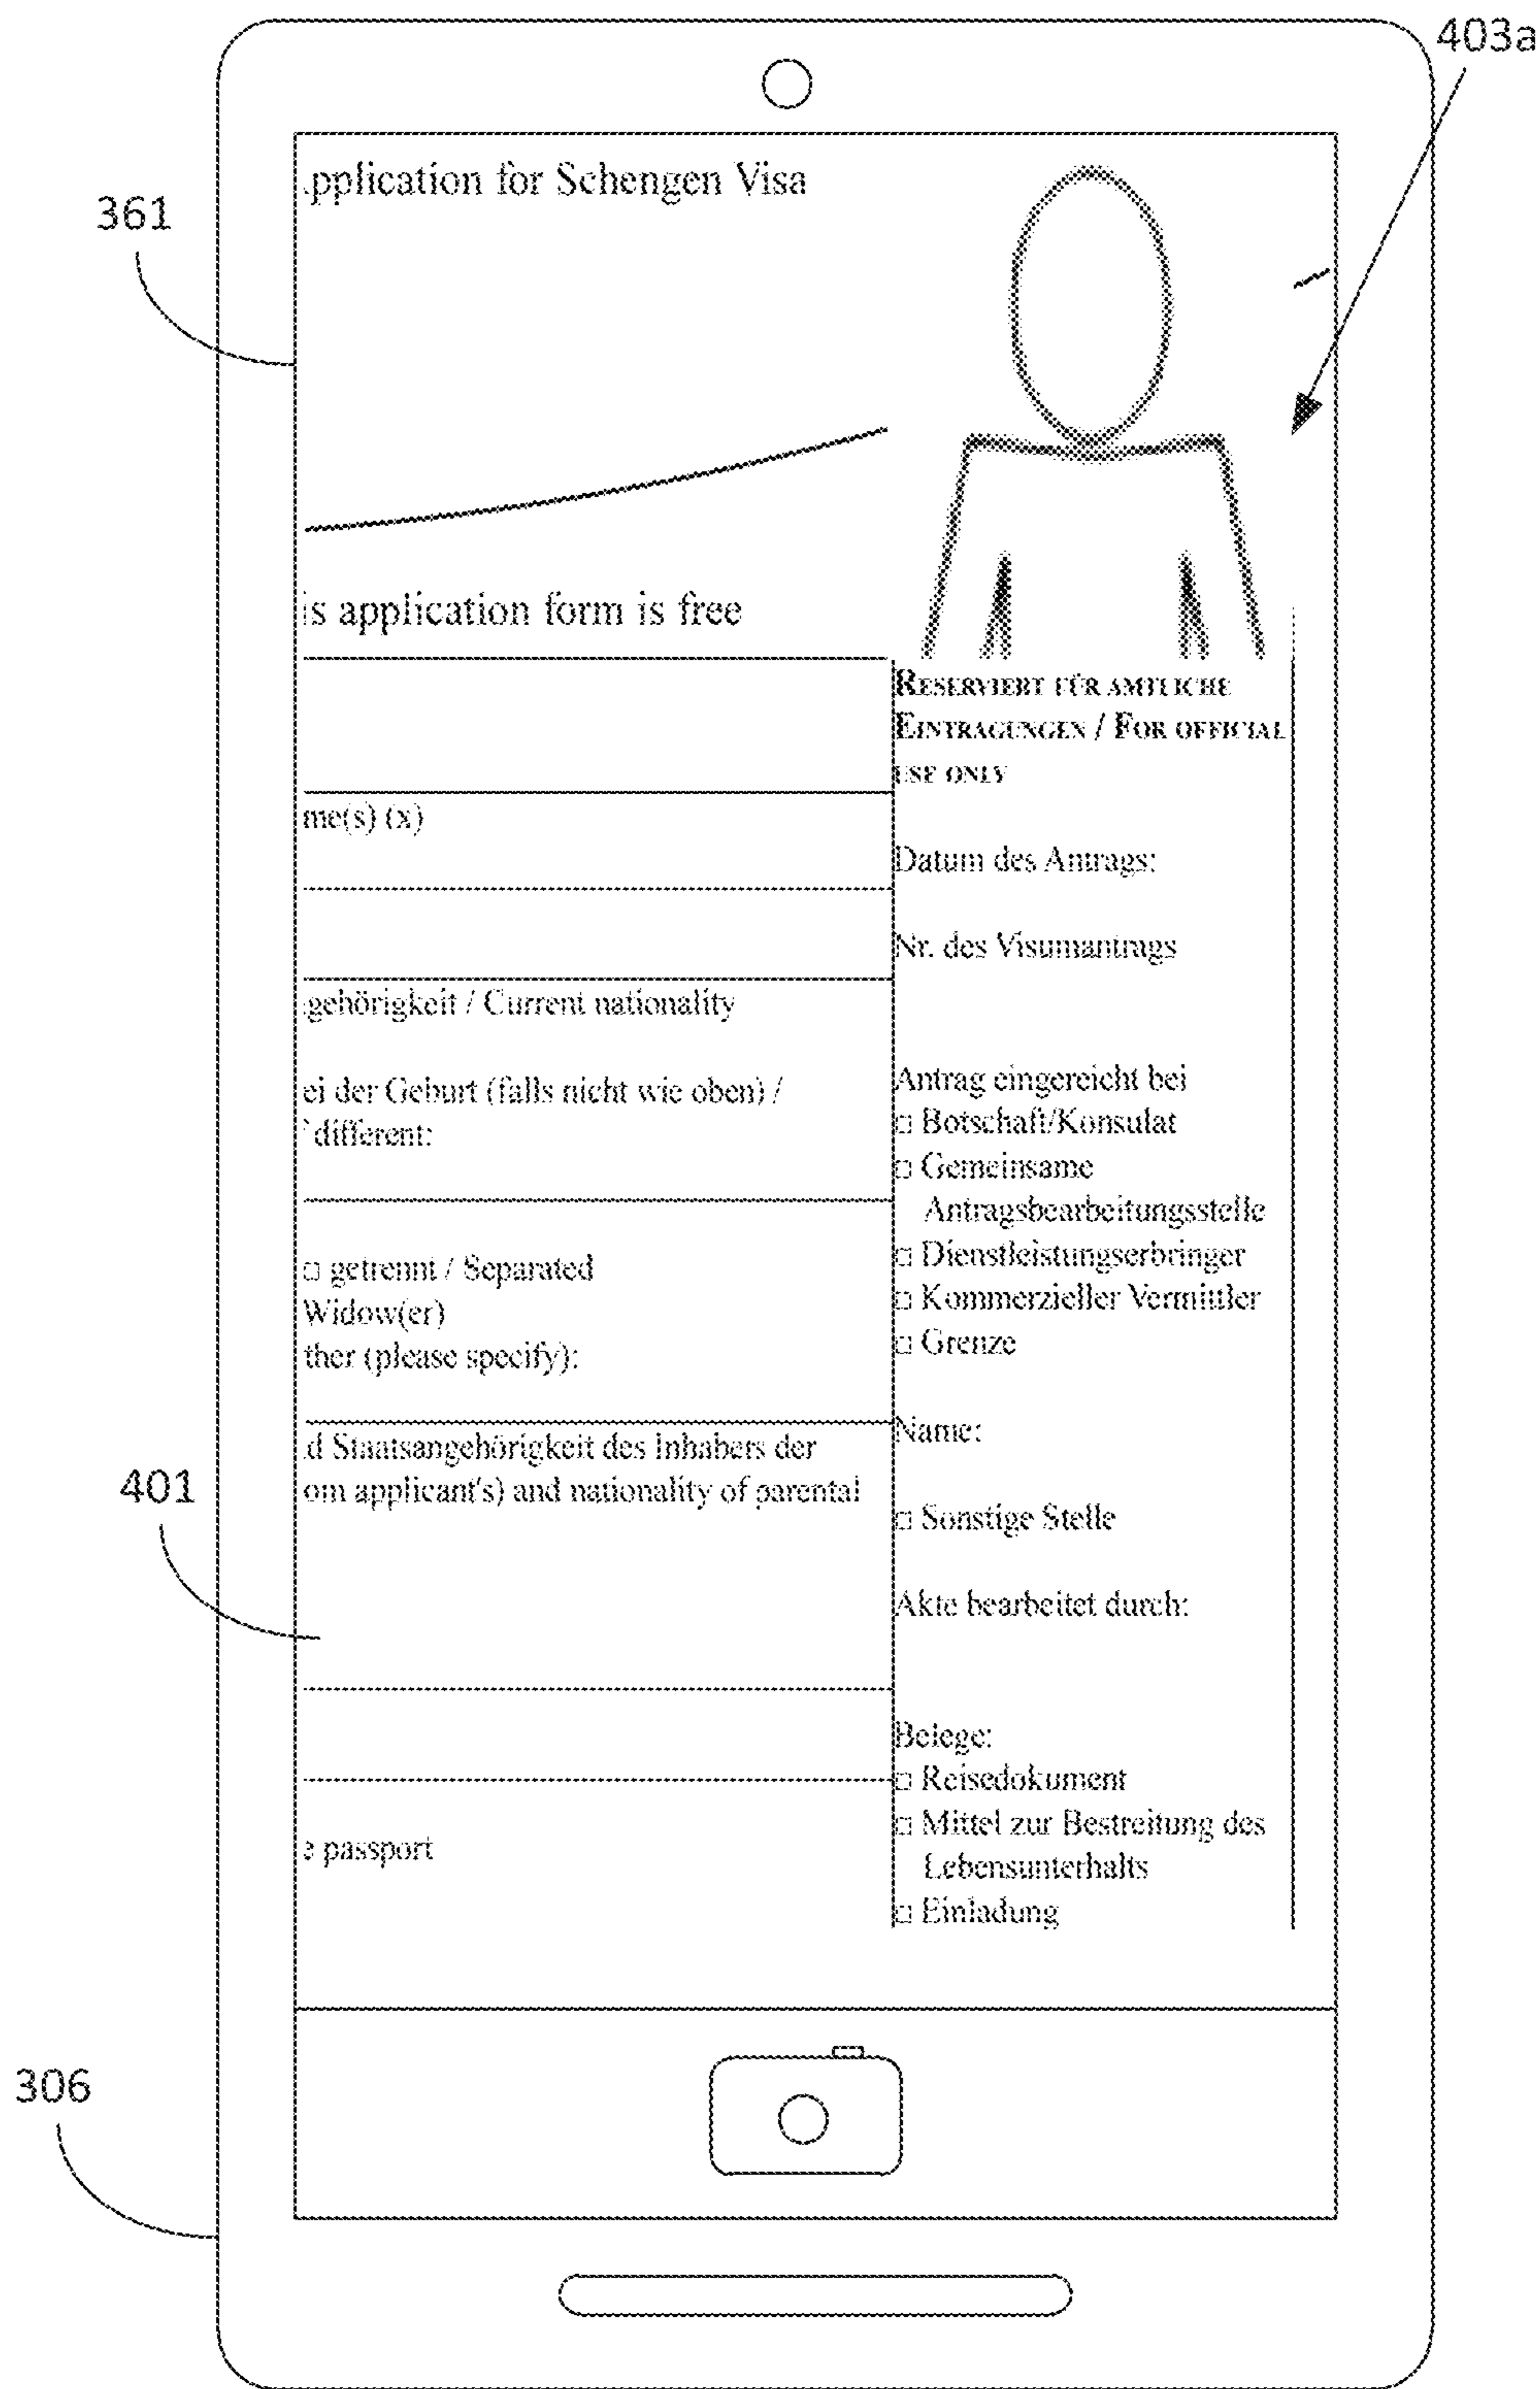 403a
pplication for Schengen Visa
361
is application form is free
RESERVIERT FÜR AMTLICHE
EINTRAGUNGEN / FOR OFFICIAL
USE ONLY
me(s) (x)
Datum des Antrags:
Nr. des Visumantrags
gehörigkeit / Current nationality
ei der Geburt (falls nicht wie oben) /
different:
Antrag eingereicht bei
□ Botschaft/Konsulat
□ Gemeinsame
Antragsbearbeitungsstelle
□ Dienstleistungserbringer
□ Kommerzieller Vermittler
□ Grenze
□ getrennt / Separated
Widow(er)
ther (please specify):
Name:
d Staatsangehörigkeit des Inhabers der
om applicant's) and nationality of parental
401
□ Sonstige Stelle
Akte bearbeitet durch:
Belege:
□ Reisedokument
□ Mittel zur Bestreitung des
Lebensunterhalts
□ Einladung
e passport
306